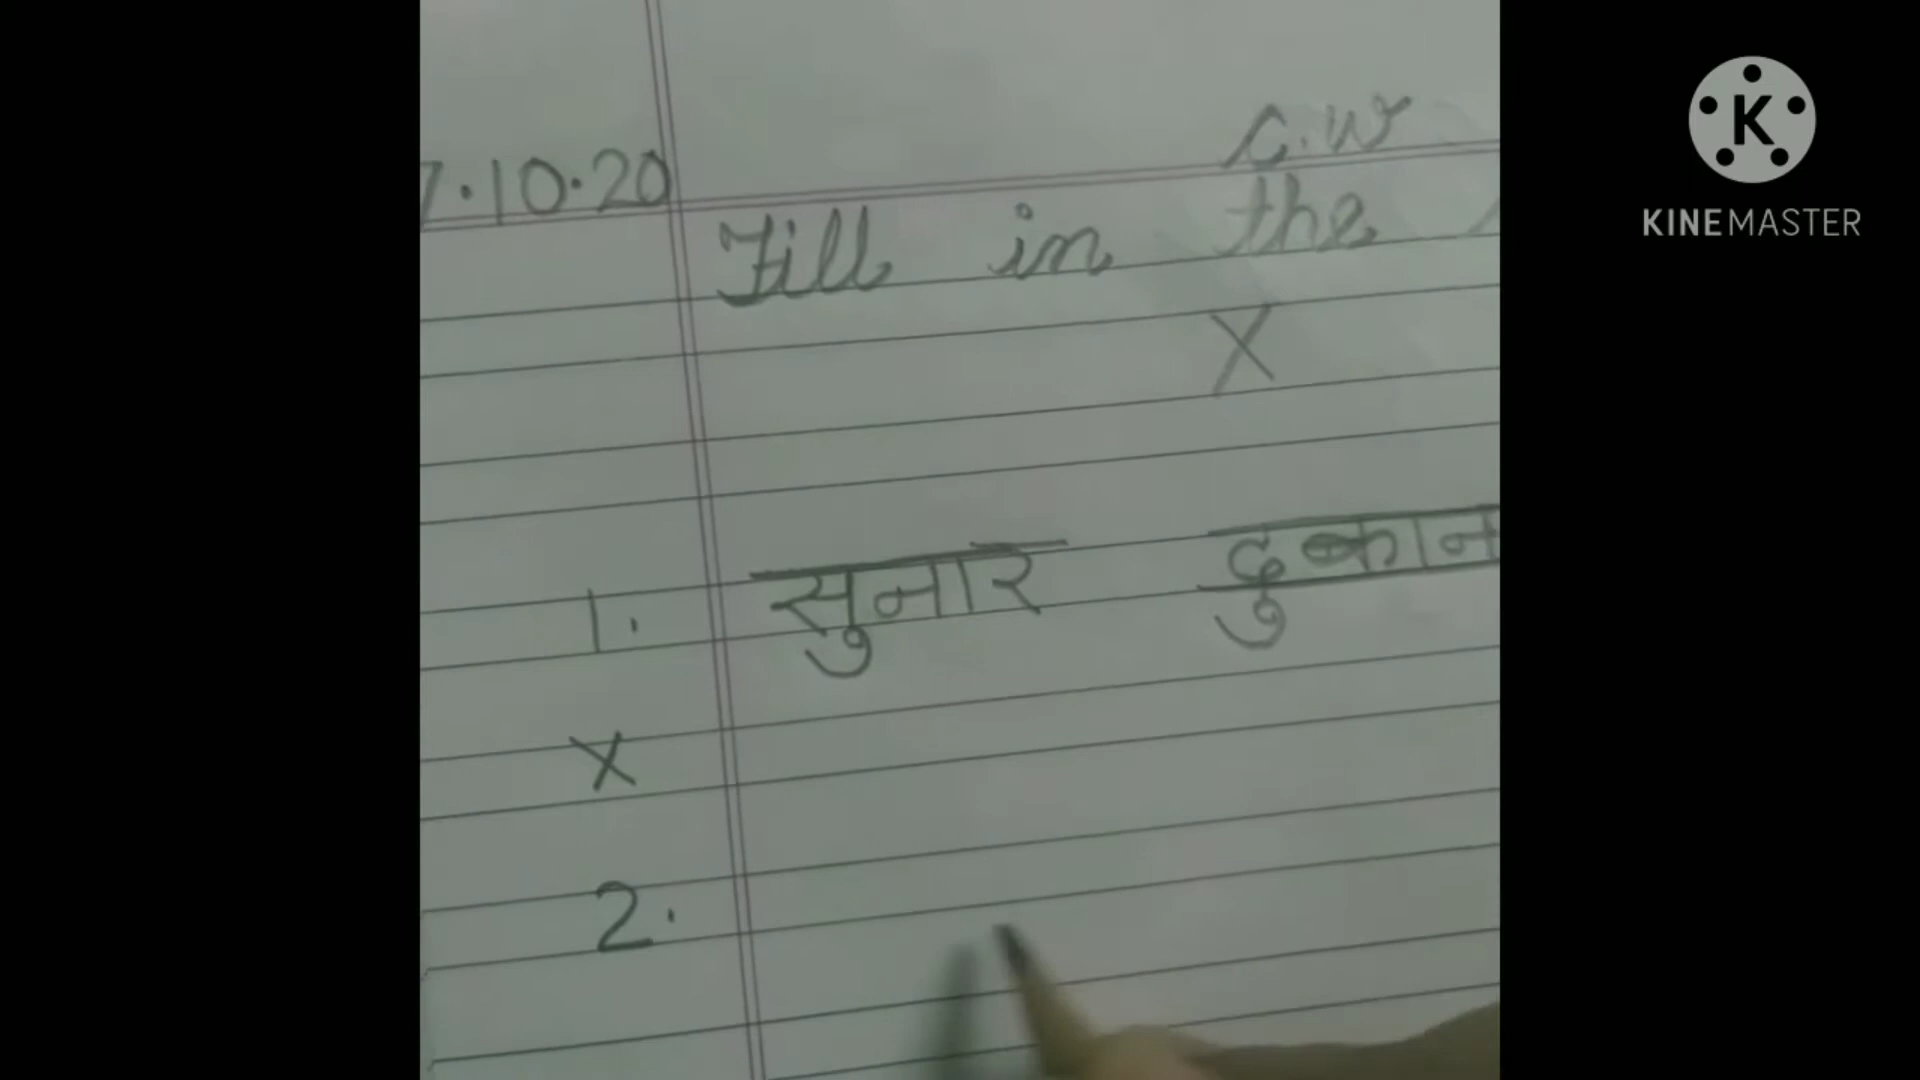 C.W
7.10.20
Fill in the
X
1. सुनार दुकान
X
2.
K
KINEMASTER